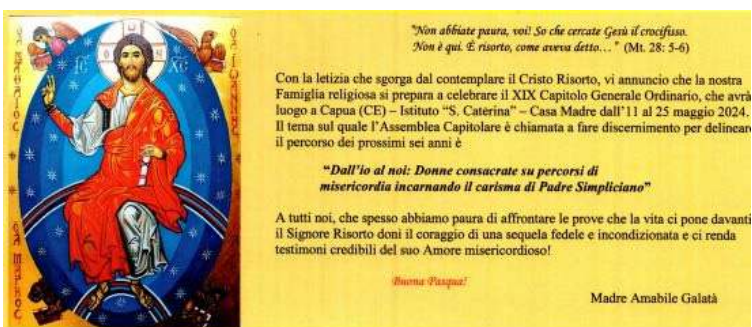 ΜΑΤΘΑΙΟC
IC XC
ΙΩΑΝΝΗC
ΜΑΡΚΟC
"Non abbiate paura, voi! So che cercate Gesù il crocifisso.
Non è qui. È risorto, come aveva detto…" (Mt. 28: 5-6)
Con la letizia che sgorga dal contemplare il Cristo Risorto, vi annuncio che la nostra
Famiglia religiosa si prepara a celebrare il XIX Capitolo Generale Ordinario, che avrà
luogo a Capua (CE) – Istituto “S. Caterina” – Casa Madre dall’11 al 25 maggio 2024.
Il tema sul quale l’Assemblea Capitolare è chiamata a fare discernimento per delinear
il percorso dei prossimi sei anni è
“Dall’io al noi: Donne consacrate su percorsi di
misericordia incarnando il carisma di Padre Simpliciano”
A tutti noi, che spesso abbiamo paura di affrontare le prove che la vita ci pone davanti
il Signore Risorto doni il coraggio di una sequela fedele e incondizionata e ci renda
testimoni credibili del suo Amore misericordioso!
Buona Pasqua!
Madre Amabile Galatà